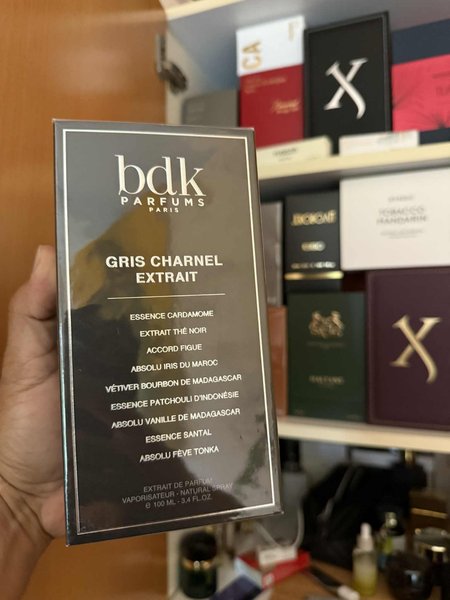 bdk
PARFUMS
PARIS
GRIS CHARNEL
EXTRAIT
ESSENCE CARDAMOME
EXTRAIT THÉ NOIR
ACCORD FIGUE
ABSOLU IRIS DU MAROC
VÉTIVER BOURBON DE MADAGASCAR
ESSENCE PATCHOULI D'INDONÉSIE
ABSOLU VANILLE DE MADAGASCAR
ESSENCE SANTAL
ABSOLU FÈVE TONKA
EXTRAIT DE PARFUM
VAPORISATEUR - NATURAL SPRAY
℮ 100 ML - 3.4 FL.OZ.
CA
X
TOBACCO
MANDARIN
X